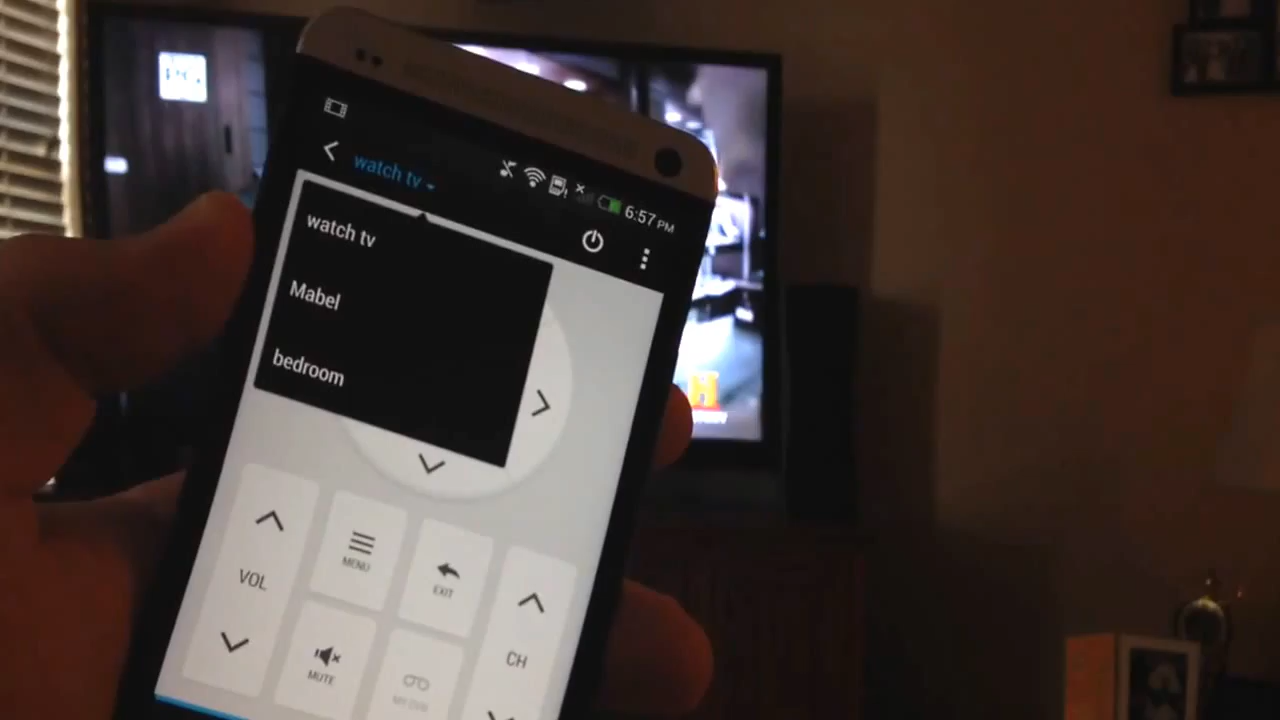 watch tv
6:57 PM
watch tv
Mabel
bedroom
VOL
MENU
EXIT
CH
MUTE
H